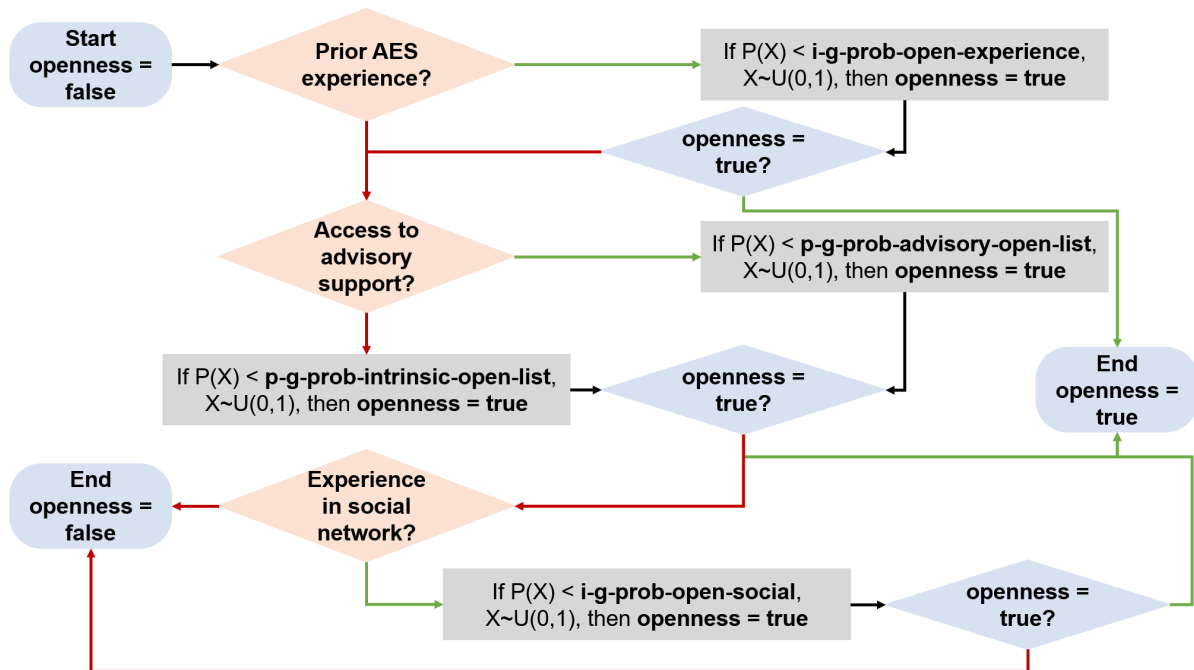 Start
openness =
false
Prior AES
experience?
If P(X) < i-g-prob-open-experience,
X~U(0,1), then openness = true
openness =
true?
Access to
advisory
support?
If P(X) < p-g-prob-advisory-open-list,
X~U(0,1), then openness = true
If P(X) < p-g-prob-intrinsic-open-list,
X~U(0,1), then openness = true
openness =
true?
End
openness =
true
End
openness =
false
Experience
in social
network?
If P(X) < i-g-prob-open-social,
X~U(0,1), then openness = true
openness =
true?